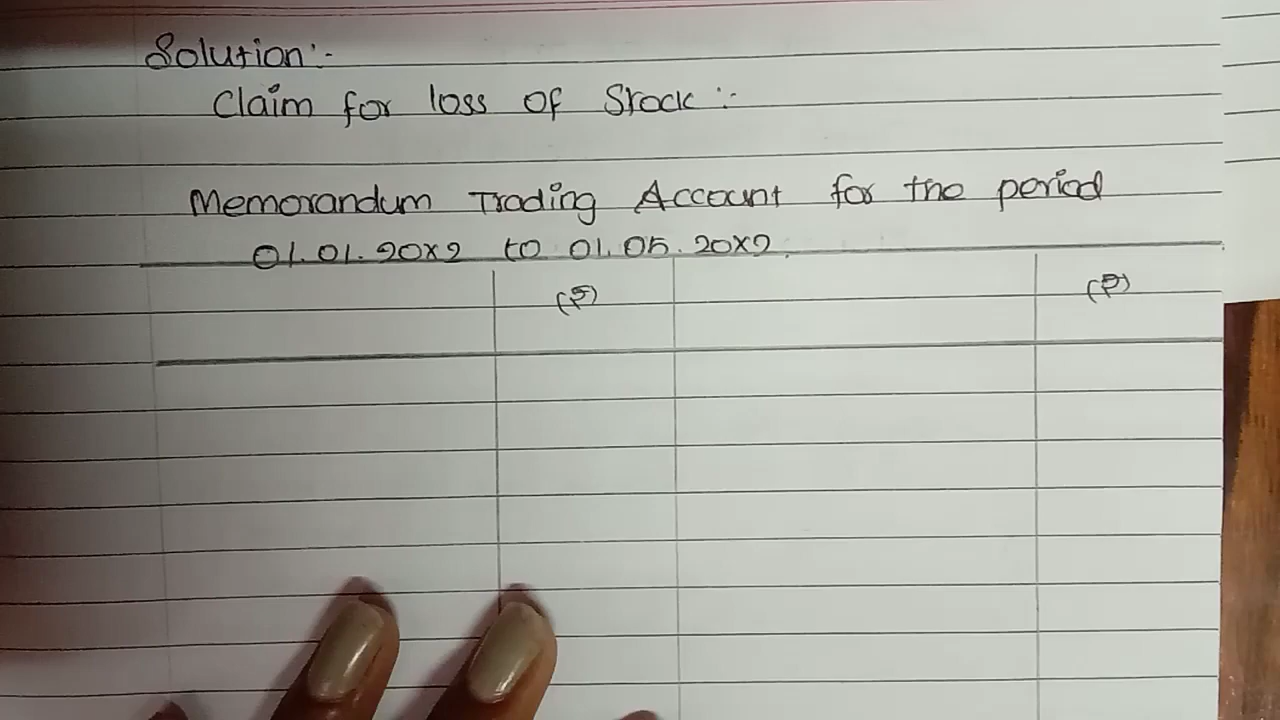 Solution:-
Claim for loss of Stock :-
Memorandum Trading Account for the period
01.01.20X2 to 01.05.20X2.
(₹) (₹)